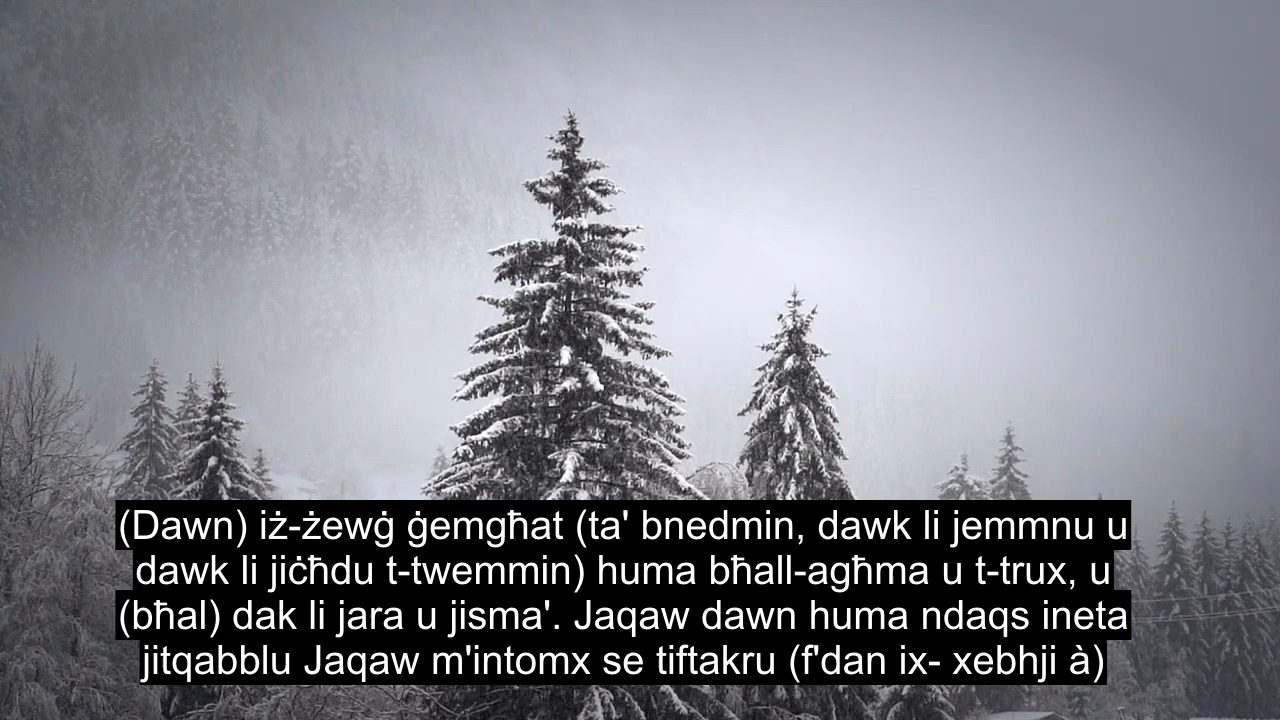 (Dawn) iż-żewġ ġemgħat (ta' bnedmin, dawk li jemmnu u
dawk li jiċħdu t-twemmin) huma bħall-agħma u t-trux, u
(bħal) dak li jara u jisma'. Jaqaw dawn huma ndaqs ineta
jitqabblu Jaqaw m'intomx se tiftakru (f'dan ix- xebhji à)